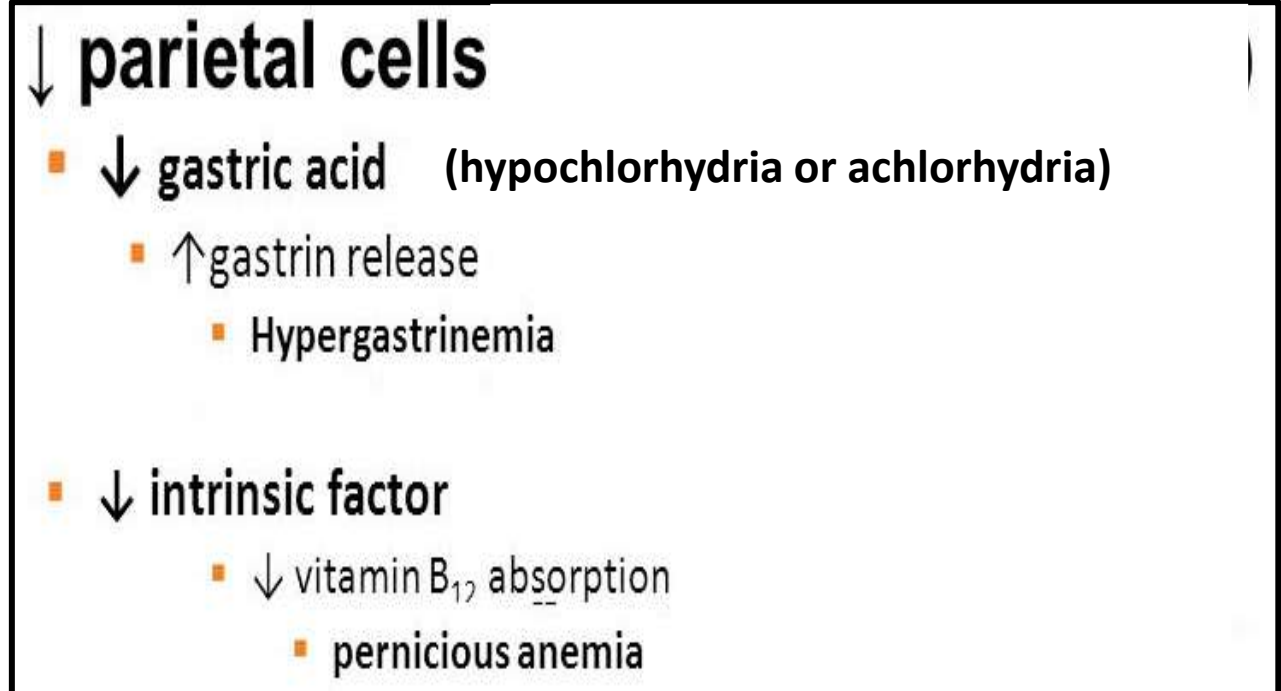 ↓ parietal cells )
▪ ↓ gastric acid (hypochlorhydria or achlorhydria)
▪ ↑gastrin release
▪ Hypergastrinemia
▪ ↓ intrinsic factor
▪ ↓ vitamin B₁₂ absorption
▪ pernicious anemia